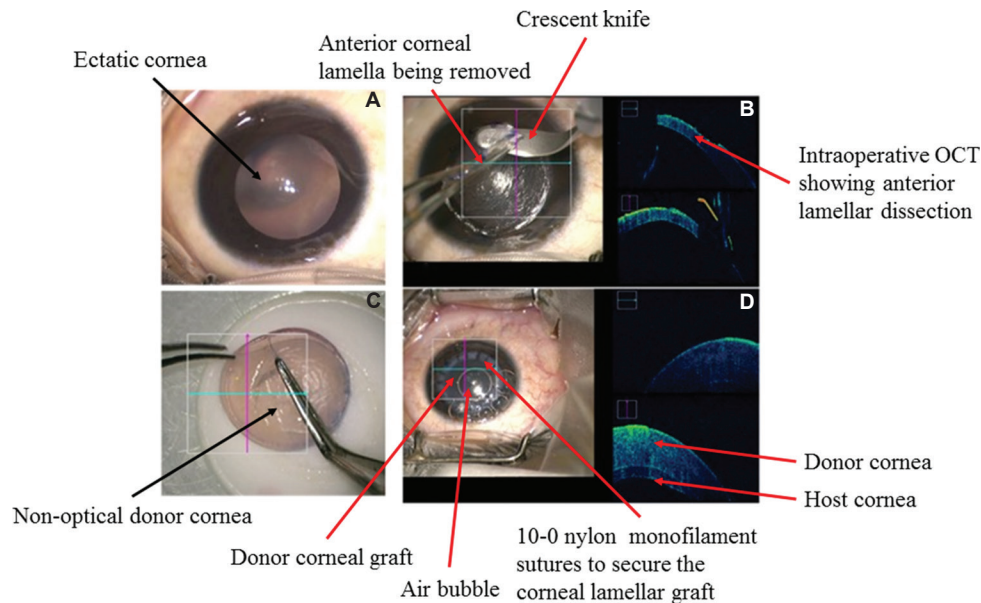 Crescent knife
Anterior corneal
lamella being removed
Ectatic cornea
A
B
Intraoperative OCT
showing anterior
lamellar dissection
C
D
Donor cornea
Host cornea
Non-optical donor cornea
Donor corneal graft
Air bubble
10-0 nylon monofilament
sutures to secure the
corneal lamellar graft